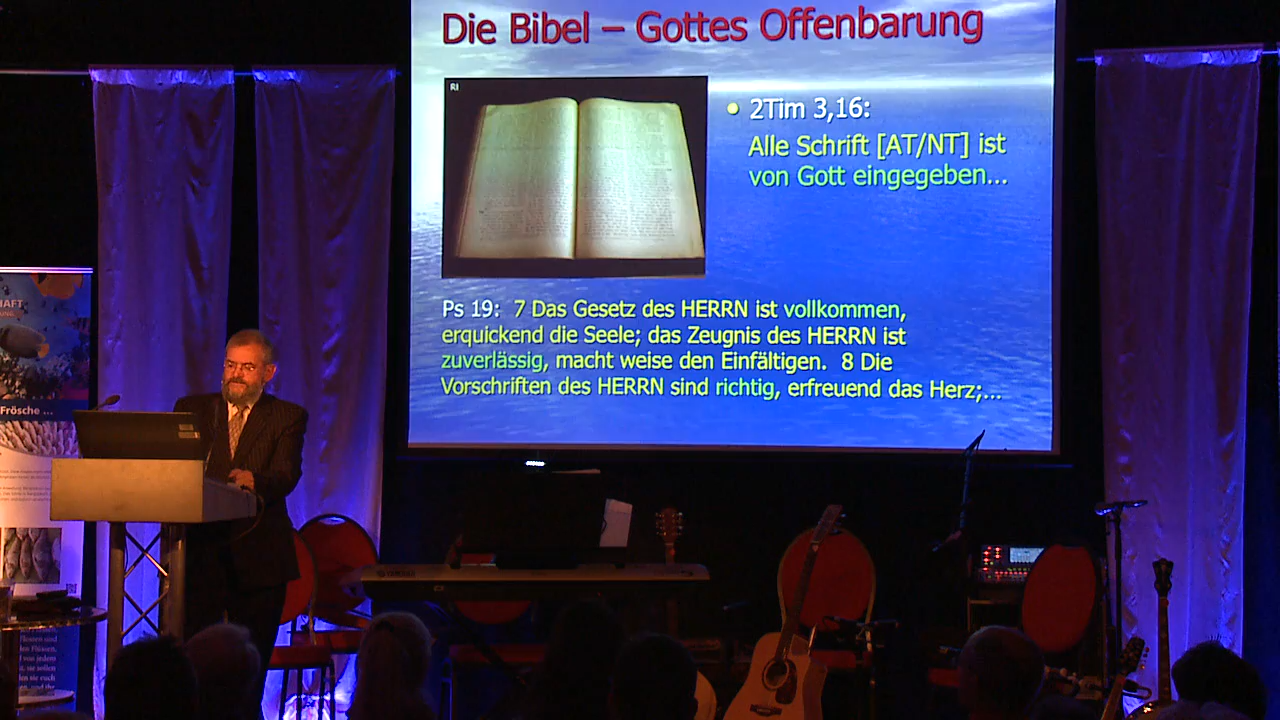 Die Bibel – Gottes Offenbarung
RI
2Tim 3,16:
Alle Schrift [AT/NT] ist
von Gott eingegeben...
Ps 19: 7 Das Gesetz des HERRN ist vollkommen,
erquickend die Seele; das Zeugnis des HERRN ist
zuverlässig, macht weise den Einfältigen. 8 Die
Vorschriften des HERRN sind richtig, erfreuend das Herz;...
HAFT
Frösche ...
YAMAHA